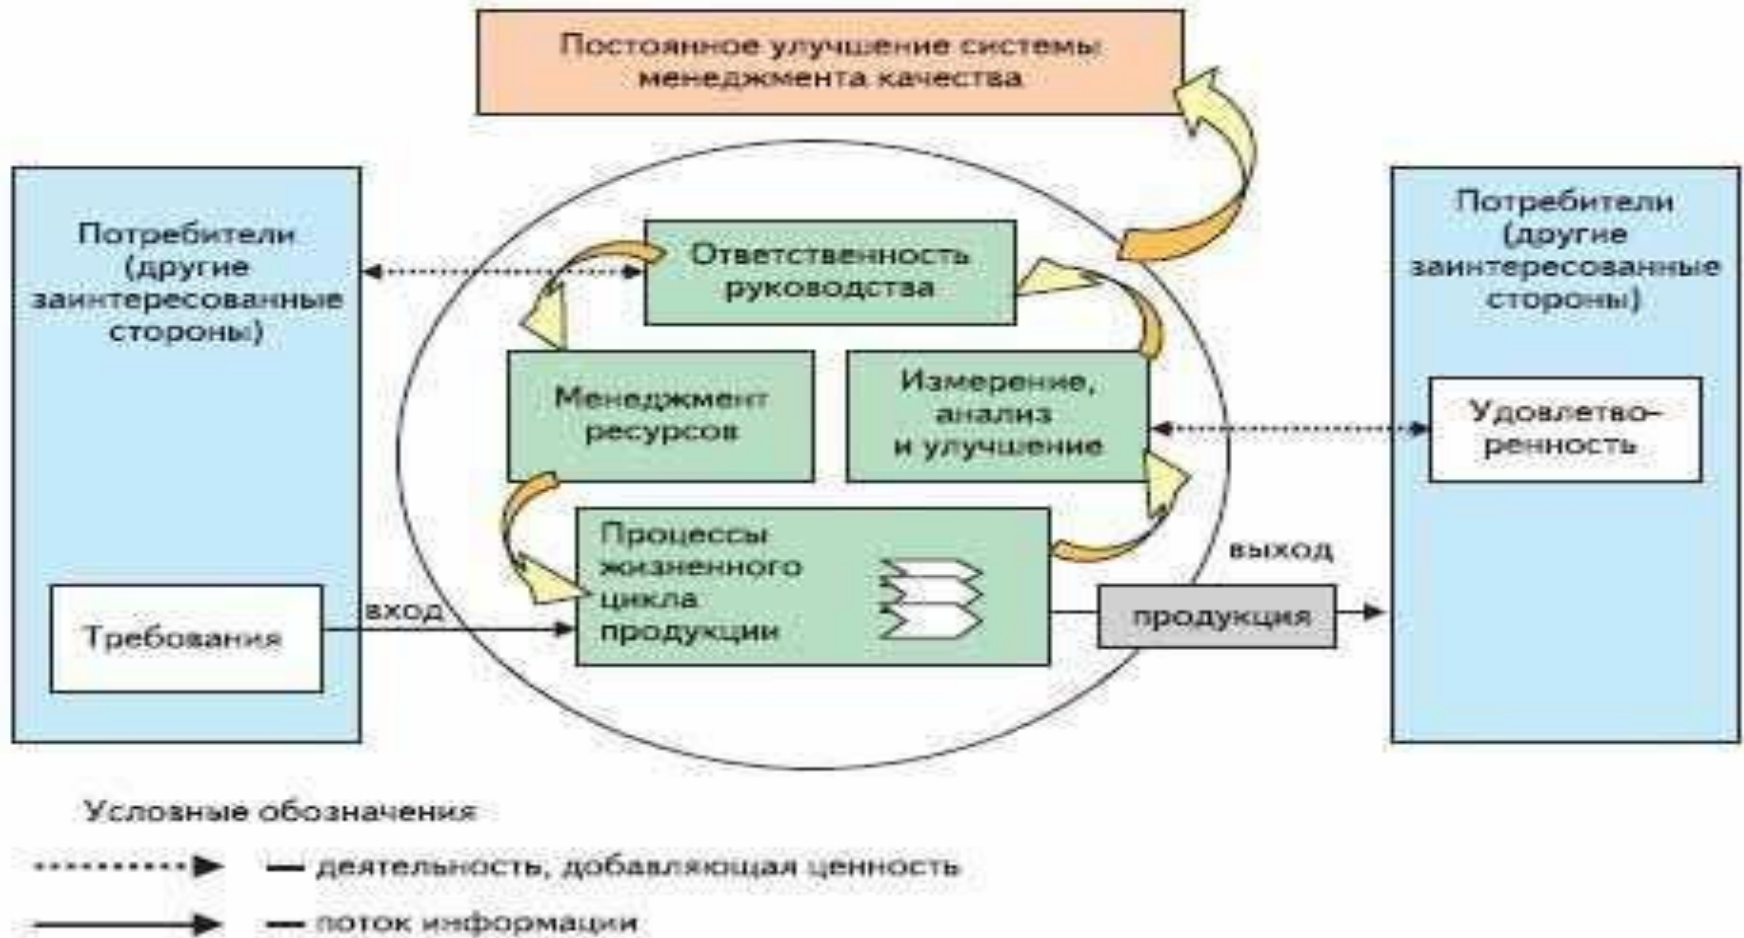 Постоянное улучшение системы
менеджмента качества
Потребители
(другие
заинтересованные
стороны)
Требования
вход
Ответственность
руководства
Менеджмент
ресурсов
Измерение,
анализ
и улучшение
Процессы
жизненного
цикла
продукции
выход
продукция
Потребители
(другие
заинтересованные
стороны)
Удовлетво-
ренность
Условные обозначения
— деятельность, добавляющая ценность
— поток информации